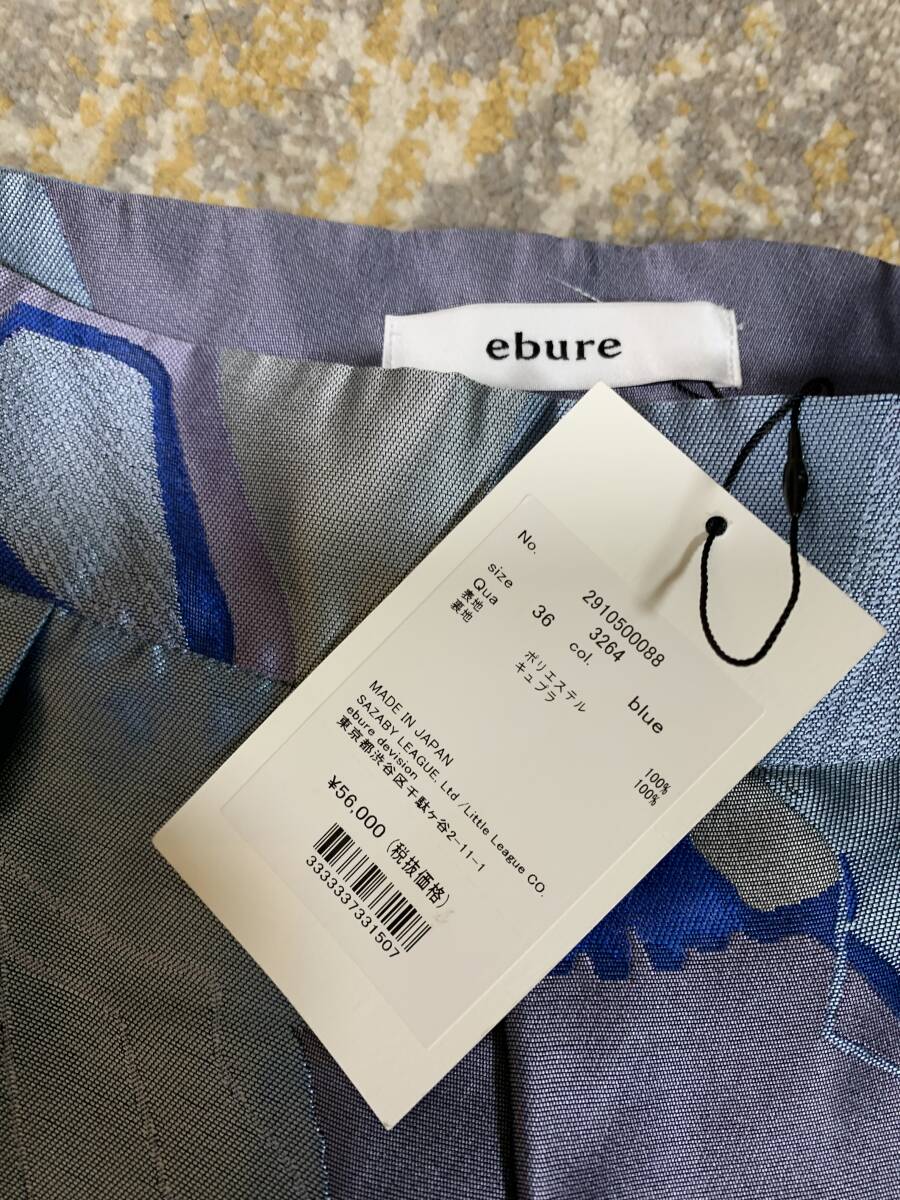 ebure
No. 2910500088
3264
size 36 col. blue
Qua
表地 ポリエステル 100%
裏地 キュプラ 100%
MADE IN JAPAN
SAZABY LEAGUE, Ltd /Little League CO.
ebure devision
東京都渋谷区千駄ヶ谷2-11-1
¥56,000 (税抜価格)
3333337331507